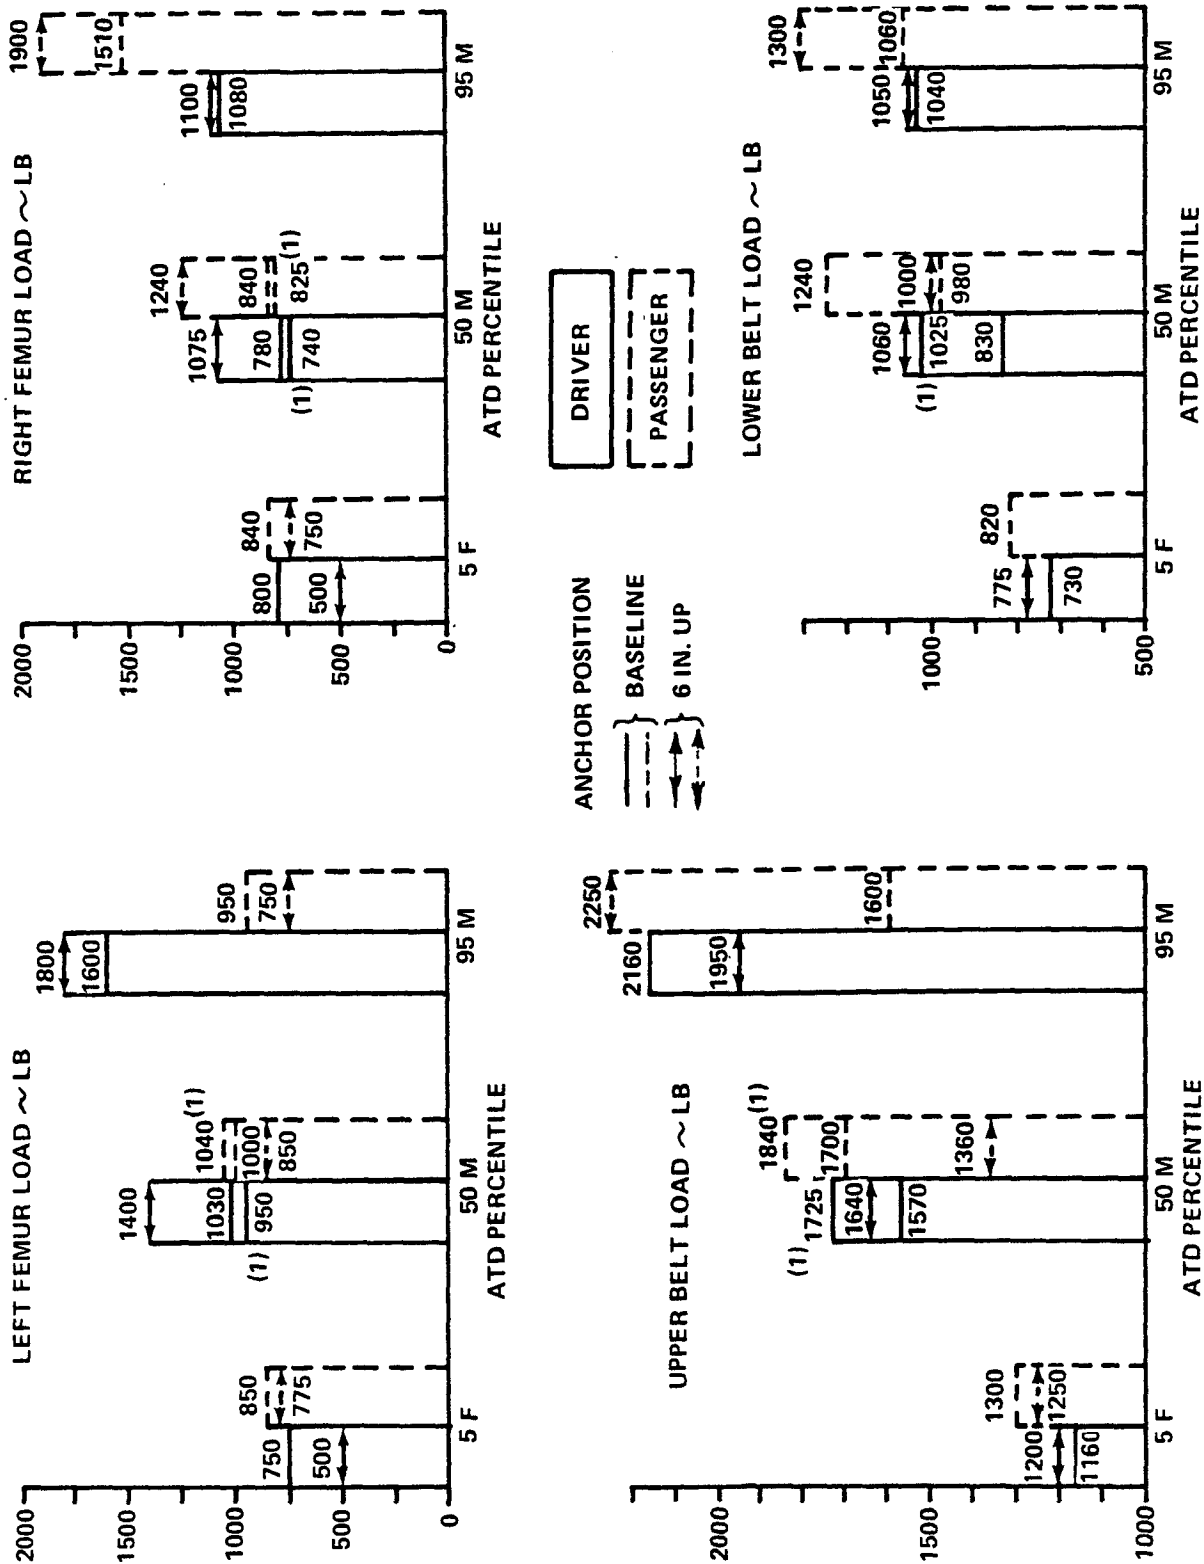 LEFT FEMUR LOAD ~ LB
2000
1500
1000
500
0
750
500
850
775
1400
1030
950
(1)
1040(1)
1000
850
1800
1600
950
750
5 F
50 M
95 M
ATD PERCENTILE
RIGHT FEMUR LOAD ~ LB
2000
1500
1000
500
0
800
500
840
750
1075
780
740
(1)
1240
840
825(1)
1100
1080
1900
1510
5 F
50 M
95 M
ATD PERCENTILE
ANCHOR POSITION
BASELINE
6 IN. UP
DRIVER
PASSENGER
UPPER BELT LOAD ~ LB
2000
1500
1000
1200
1160
1300
1250
(1)
1725
1640
1570
1840(1)
1700
1360
2160
1950
2250
1600
5 F
50 M
95 M
ATD PERCENTILE
LOWER BELT LOAD ~ LB
1000
500
775
730
820
1060
(1)
1025
830
1240
1000
980
1050
1040
1300
1060
5 F
50 M
95 M
ATD PERCENTILE